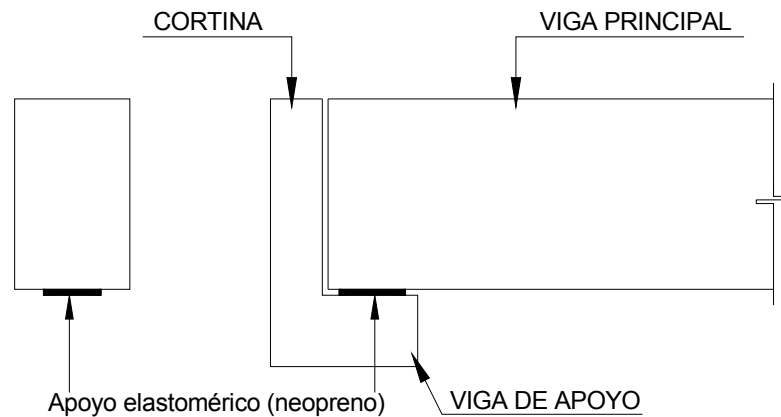 CORTINA
VIGA PRINCIPAL
Apoyo elastomérico (neopreno)
VIGA DE APOYO